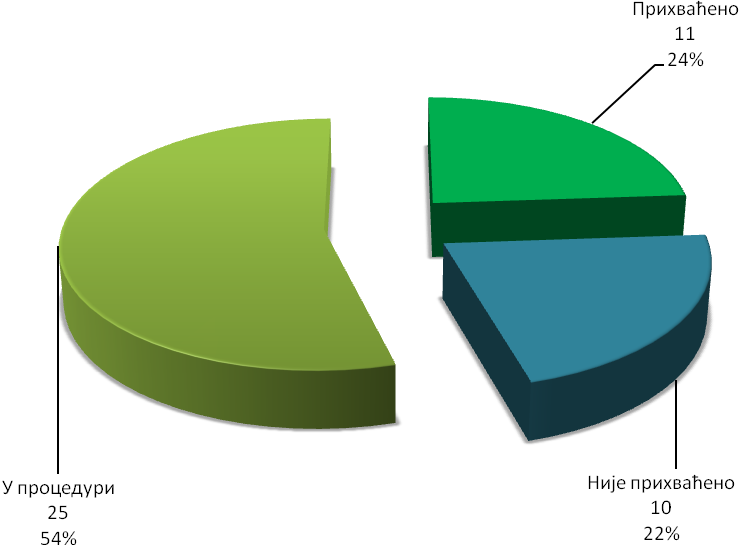 Прихваћено
11
24%
У процедури
25
54%
Није прихваћено
10
22%